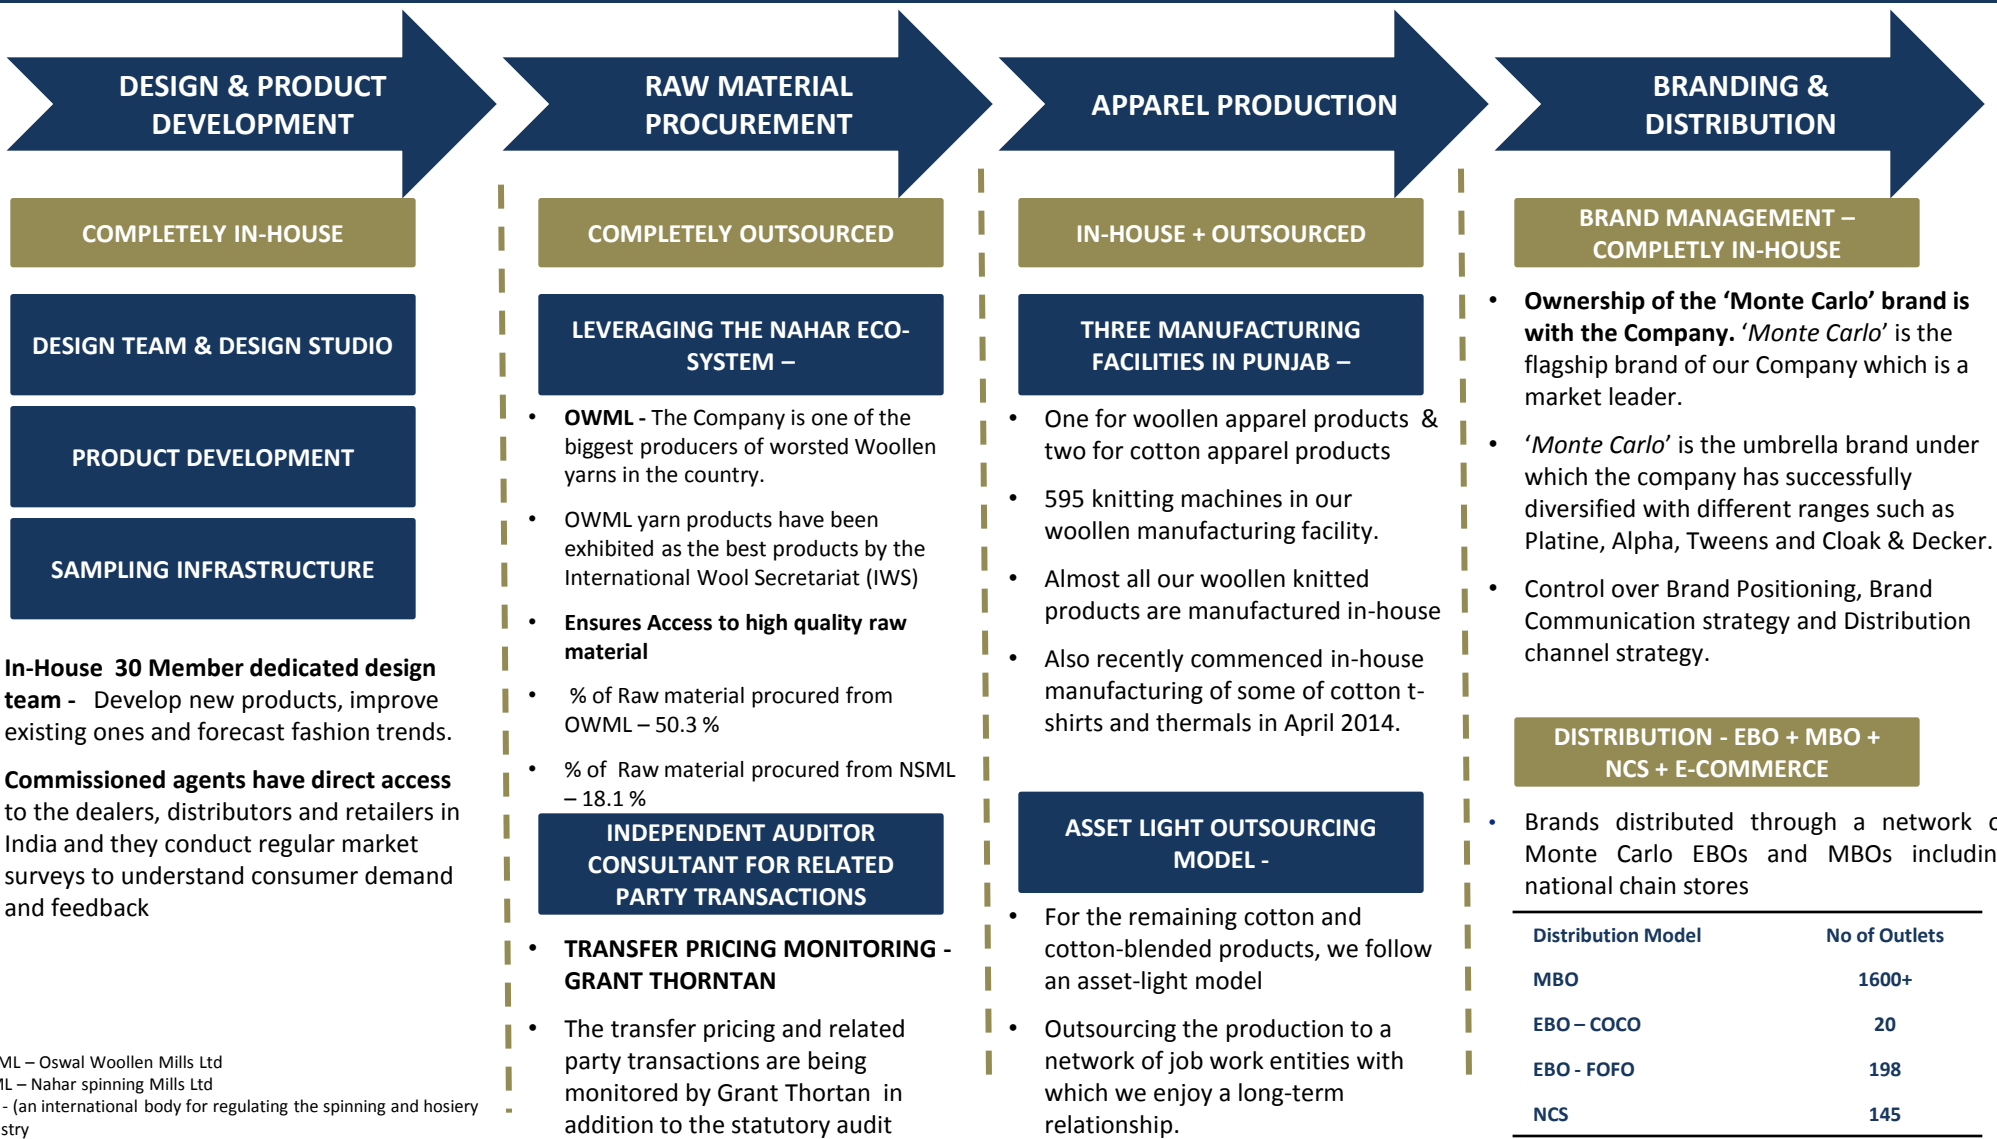 DESIGN & PRODUCT
DEVELOPMENT
RAW MATERIAL
PROCUREMENT
APPAREL PRODUCTION
BRANDING &
DISTRIBUTION
COMPLETELY IN-HOUSE
DESIGN TEAM & DESIGN STUDIO
PRODUCT DEVELOPMENT
SAMPLING INFRASTRUCTURE
In-House 30 Member dedicated design
team - Develop new products, improve
existing ones and forecast fashion trends.
Commissioned agents have direct access
to the dealers, distributors and retailers in
India and they conduct regular market
surveys to understand consumer demand
and feedback
ML – Oswal Woollen Mills Ltd
ML – Nahar spinning Mills Ltd
- (an international body for regulating the spinning and hosiery
stry
COMPLETELY OUTSOURCED
LEVERAGING THE NAHAR ECO-
SYSTEM –
• OWML - The Company is one of the
biggest producers of worsted Woollen
yarns in the country.
• OWML yarn products have been
exhibited as the best products by the
International Wool Secretariat (IWS)
• Ensures Access to high quality raw
material
• % of Raw material procured from
OWML – 50.3 %
• % of Raw material procured from NSML
– 18.1 %
INDEPENDENT AUDITOR
CONSULTANT FOR RELATED
PARTY TRANSACTIONS
• TRANSFER PRICING MONITORING -
GRANT THORNTAN
• The transfer pricing and related
party transactions are being
monitored by Grant Thortan in
addition to the statutory audit
IN-HOUSE + OUTSOURCED
THREE MANUFACTURING
FACILITIES IN PUNJAB –
• One for woollen apparel products &
two for cotton apparel products
• 595 knitting machines in our
woollen manufacturing facility.
• Almost all our woollen knitted
products are manufactured in-house
• Also recently commenced in-house
manufacturing of some of cotton t-
shirts and thermals in April 2014.
ASSET LIGHT OUTSOURCING
MODEL -
• For the remaining cotton and
cotton-blended products, we follow
an asset-light model
• Outsourcing the production to a
network of job work entities with
which we enjoy a long-term
relationship.
BRAND MANAGEMENT –
COMPLETLY IN-HOUSE
• Ownership of the ‘Monte Carlo’ brand is
with the Company. ‘Monte Carlo’ is the
flagship brand of our Company which is a
market leader.
• ‘Monte Carlo’ is the umbrella brand under
which the company has successfully
diversified with different ranges such as
Platine, Alpha, Tweens and Cloak & Decker.
• Control over Brand Positioning, Brand
Communication strategy and Distribution
channel strategy.
DISTRIBUTION - EBO + MBO +
NCS + E-COMMERCE
• Brands distributed through a network
Monte Carlo EBOs and MBOs includin
national chain stores
Distribution Model No of Outlets
MBO 1600+
EBO – COCO 20
EBO - FOFO 198
NCS 145